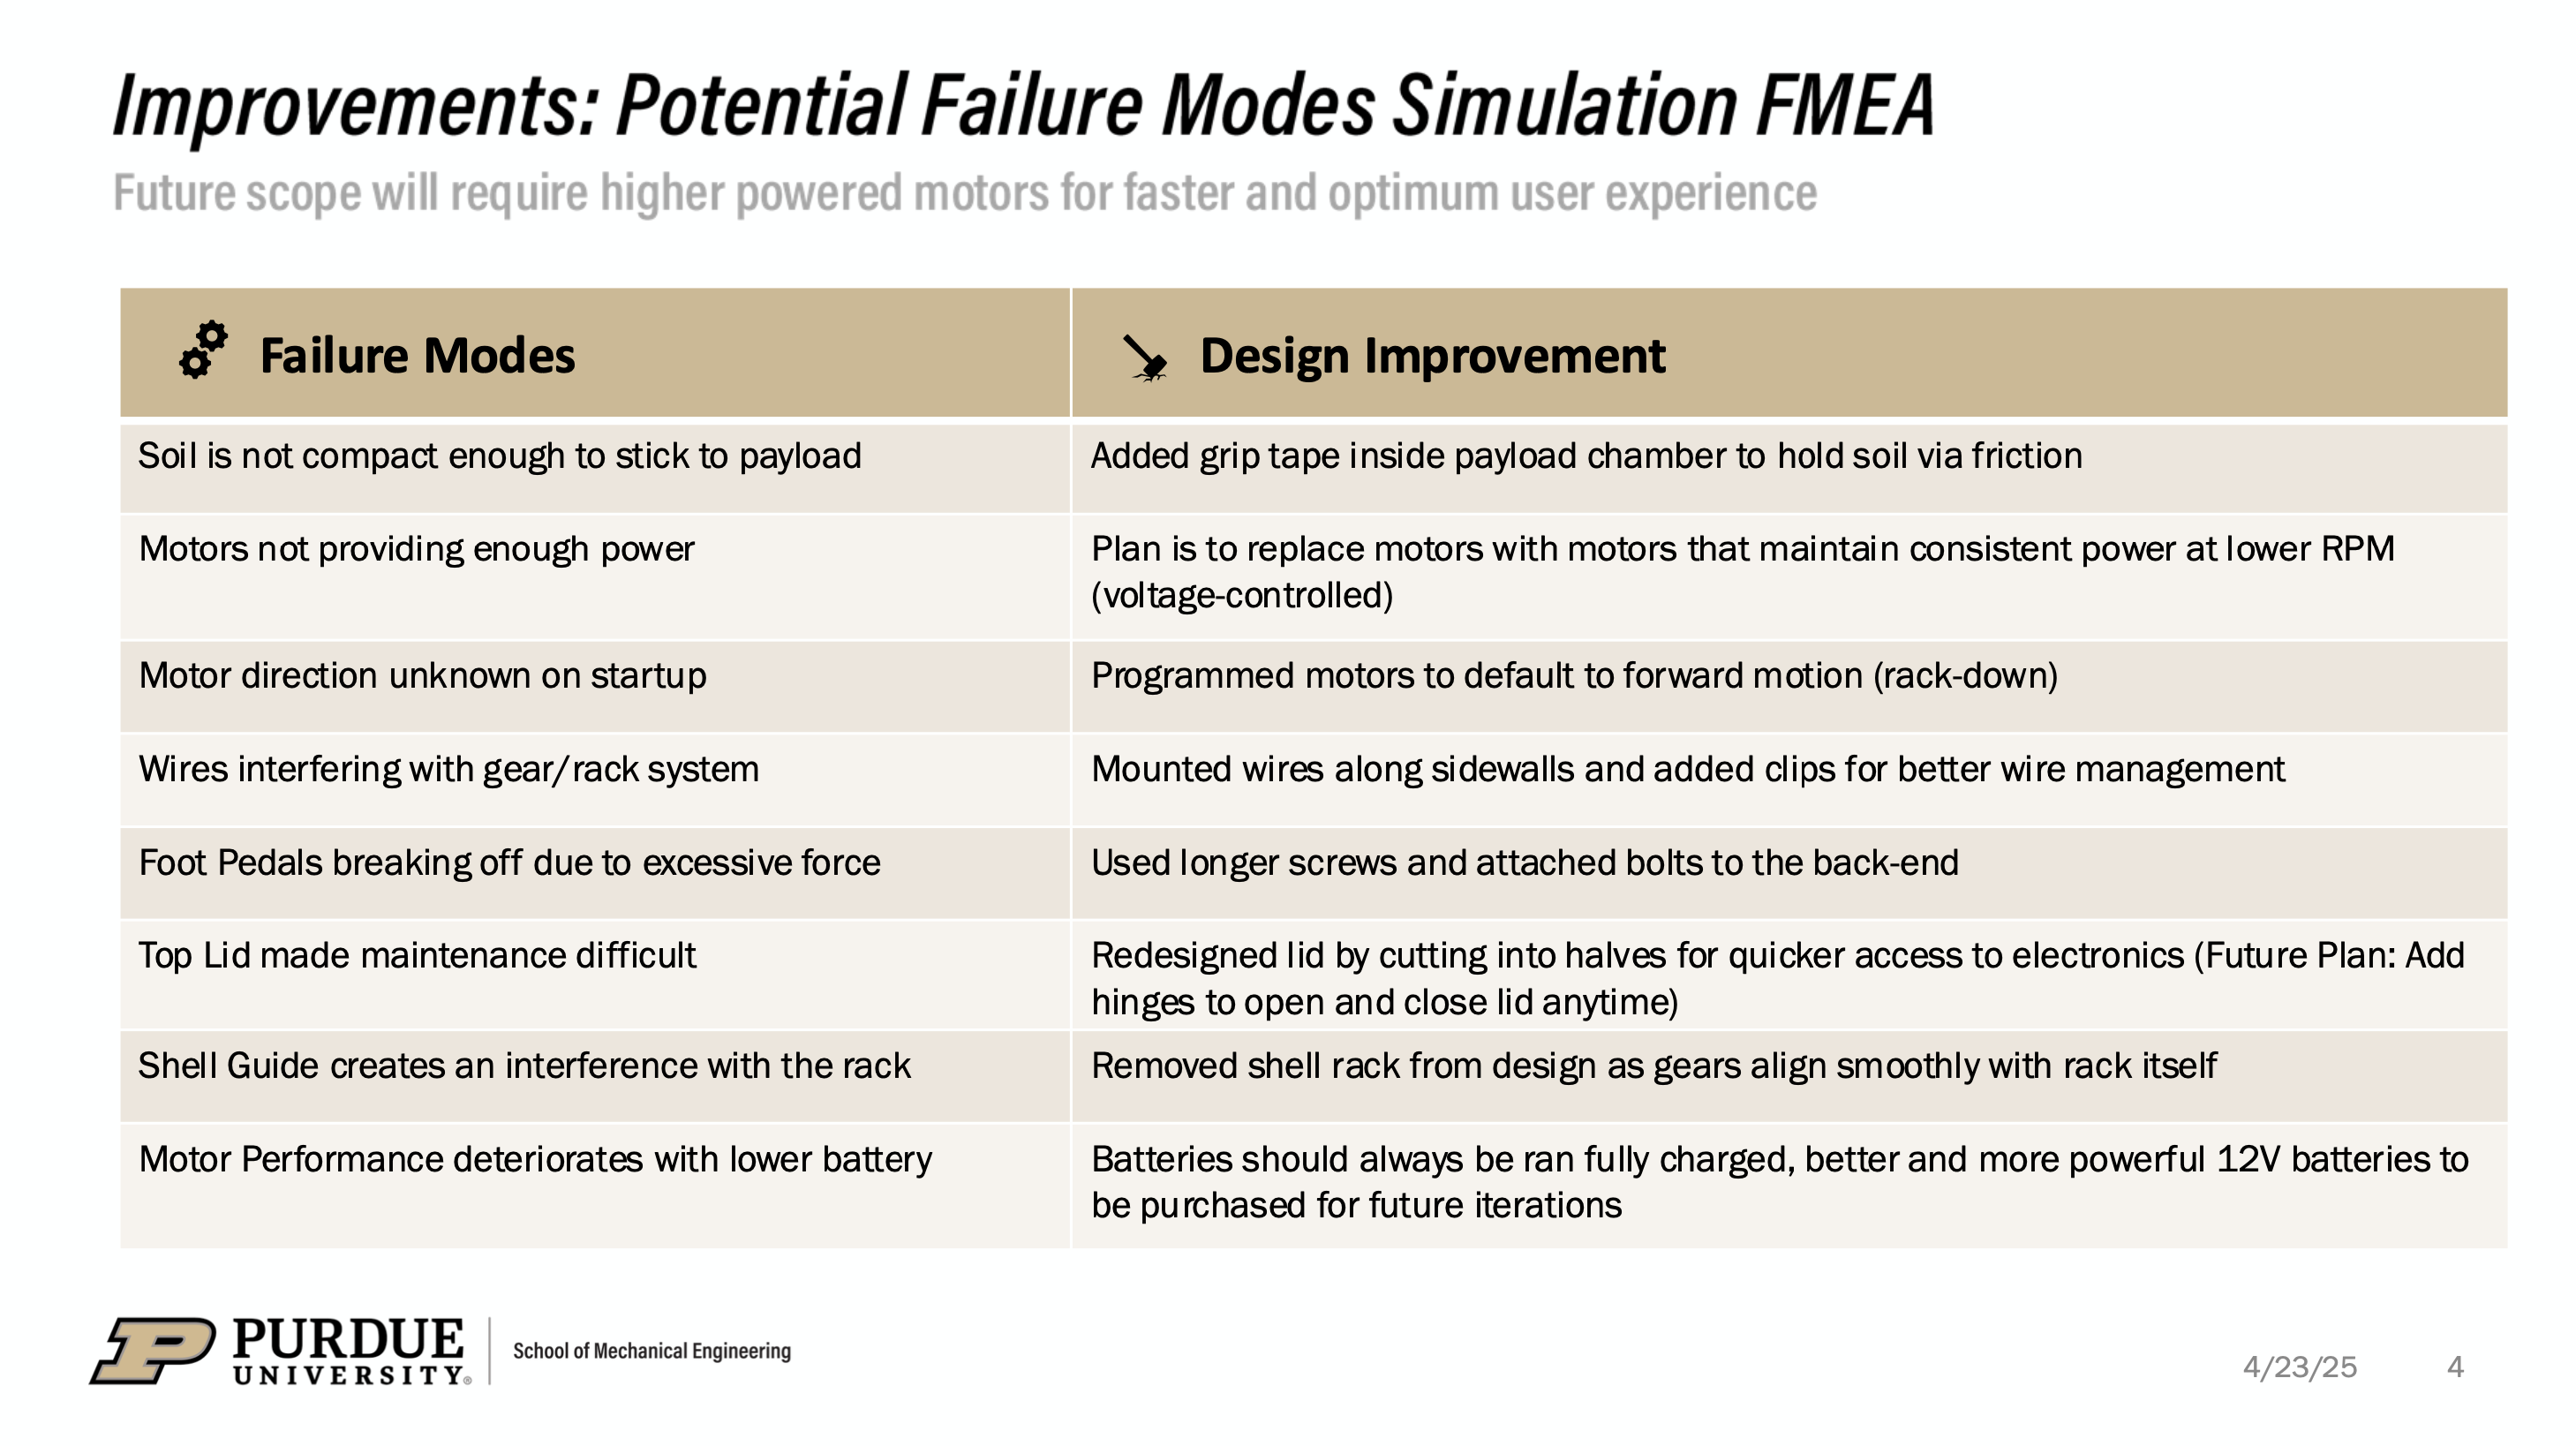 Improvements: Potential Failure Modes Simulation FMEA
Future scope will require higher powered motors for faster and optimum user experience
Failure Modes
Design Improvement
Soil is not compact enough to stick to payload
Added grip tape inside payload chamber to hold soil via friction
Motors not providing enough power
Plan is to replace motors with motors that maintain consistent power at lower RPM
(voltage-controlled)
Motor direction unknown on startup
Programmed motors to default to forward motion (rack-down)
Wires interfering with gear/rack system
Mounted wires along sidewalls and added clips for better wire management
Foot Pedals breaking off due to excessive force
Used longer screws and attached bolts to the back-end
Top Lid made maintenance difficult
Redesigned lid by cutting into halves for quicker access to electronics (Future Plan: Add
hinges to open and close lid anytime)
Shell Guide creates an interference with the rack
Removed shell rack from design as gears align smoothly with rack itself
Motor Performance deteriorates with lower battery
Batteries should always be ran fully charged, better and more powerful 12V batteries to
be purchased for future iterations
P
PURDUE
UNIVERSITY®
School of Mechanical Engineering
4/23/25
4